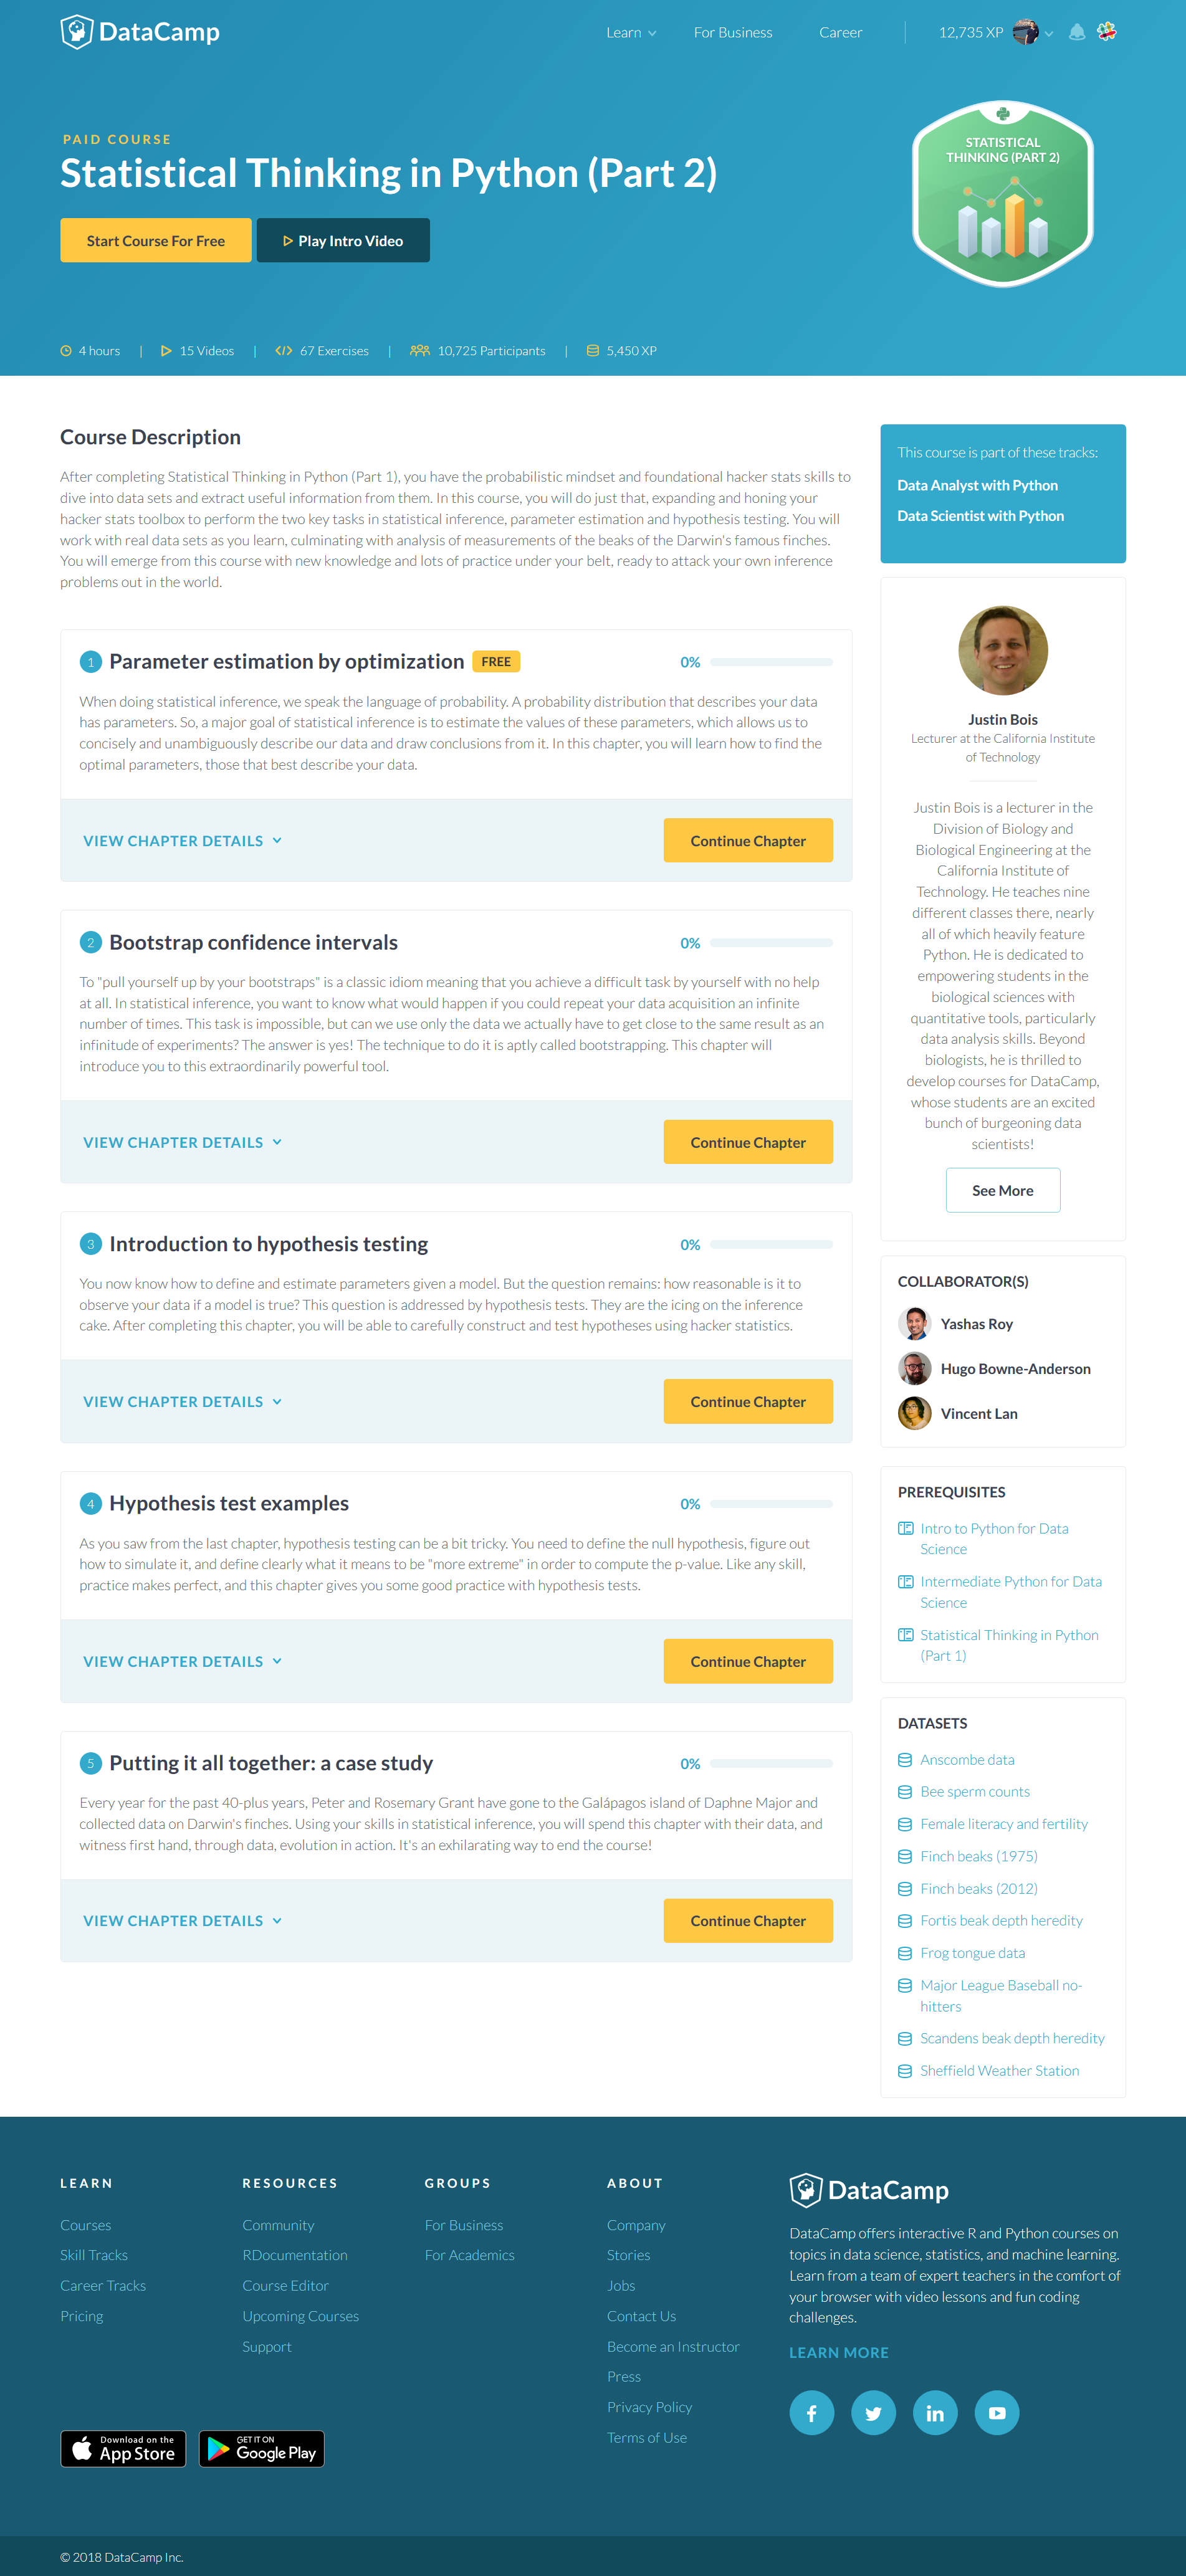 DataCamp
Learn
For Business
Career
12,735 XP
PAID COURSE
Statistical Thinking in Python (Part 2)
Start Course For Free
Play Intro Video
STATISTICAL
THINKING (PART 2)
4 hours | 15 Videos | 67 Exercises | 10,725 Participants | 5,450 XP
Course Description
After completing Statistical Thinking in Python (Part 1), you have the probabilistic mindset and foundational hacker stats skills to
dive into data sets and extract useful information from them. In this course, you will do just that, expanding and honing your
hacker stats toolbox to perform the two key tasks in statistical inference, parameter estimation and hypothesis testing. You will
work with real data sets as you learn, culminating with analysis of measurements of the beaks of the Darwin's famous finches.
You will emerge from this course with new knowledge and lots of practice under your belt, ready to attack your own inference
problems out in the world.
1 Parameter estimation by optimization FREE 0%
When doing statistical inference, we speak the language of probability. A probability distribution that describes your data
has parameters. So, a major goal of statistical inference is to estimate the values of these parameters, which allows us to
concisely and unambiguously describe our data and draw conclusions from it. In this chapter, you will learn how to find the
optimal parameters, those that best describe your data.
VIEW CHAPTER DETAILS
Continue Chapter
2 Bootstrap confidence intervals 0%
To "pull yourself up by your bootstraps" is a classic idiom meaning that you achieve a difficult task by yourself with no help
at all. In statistical inference, you want to know what would happen if you could repeat your data acquisition an infinite
number of times. This task is impossible, but can we use only the data we actually have to get close to the same result as an
infinitude of experiments? The answer is yes! The technique to do it is aptly called bootstrapping. This chapter will
introduce you to this extraordinarily powerful tool.
VIEW CHAPTER DETAILS
Continue Chapter
3 Introduction to hypothesis testing 0%
You now know how to define and estimate parameters given a model. But the question remains: how reasonable is it to
observe your data if a model is true? This question is addressed by hypothesis tests. They are the icing on the inference
cake. After completing this chapter, you will be able to carefully construct and test hypotheses using hacker statistics.
VIEW CHAPTER DETAILS
Continue Chapter
4 Hypothesis test examples 0%
As you saw from the last chapter, hypothesis testing can be a bit tricky. You need to define the null hypothesis, figure out
how to simulate it, and define clearly what it means to be "more extreme" in order to compute the p-value. Like any skill,
practice makes perfect, and this chapter gives you some good practice with hypothesis tests.
VIEW CHAPTER DETAILS
Continue Chapter
5 Putting it all together: a case study 0%
Every year for the past 40-plus years, Peter and Rosemary Grant have gone to the Galápagos island of Daphne Major and
collected data on Darwin's finches. Using your skills in statistical inference, you will spend this chapter with their data, and
witness first hand, through data, evolution in action. It's an exhilarating way to end the course!
VIEW CHAPTER DETAILS
Continue Chapter
This course is part of these tracks:
Data Analyst with Python
Data Scientist with Python
Justin Bois
Lecturer at the California Institute
of Technology
Justin Bois is a lecturer in the
Division of Biology and
Biological Engineering at the
California Institute of
Technology. He teaches nine
different classes there, nearly
all of which heavily feature
Python. He is dedicated to
empowering students in the
biological sciences with
quantitative tools, particularly
data analysis skills. Beyond
biologists, he is thrilled to
develop courses for DataCamp,
whose students are an excited
bunch of burgeoning data
scientists!
See More
COLLABORATOR(S)
Yashas Roy
Hugo Bowne-Anderson
Vincent Lan
PREREQUISITES
Intro to Python for Data
Science
Intermediate Python for Data
Science
Statistical Thinking in Python
(Part 1)
DATASETS
Anscombe data
Bee sperm counts
Female literacy and fertility
Finch beaks (1975)
Finch beaks (2012)
Fortis beak depth heredity
Frog tongue data
Major League Baseball no-
hitters
Scandens beak depth heredity
Sheffield Weather Station
LEARN
Courses
Skill Tracks
Career Tracks
Pricing
RESOURCES
Community
RDocumentation
Course Editor
Upcoming Courses
Support
GROUPS
For Business
For Academics
ABOUT
Company
Stories
Jobs
Contact Us
Become an Instructor
Press
Privacy Policy
Terms of Use
DataCamp
DataCamp offers interactive R and Python courses on
topics in data science, statistics, and machine learning.
Learn from a team of expert teachers in the comfort of
your browser with video lessons and fun coding
challenges.
LEARN MORE
Download on the
App Store
GET IT ON
Google Play
© 2018 DataCamp Inc.